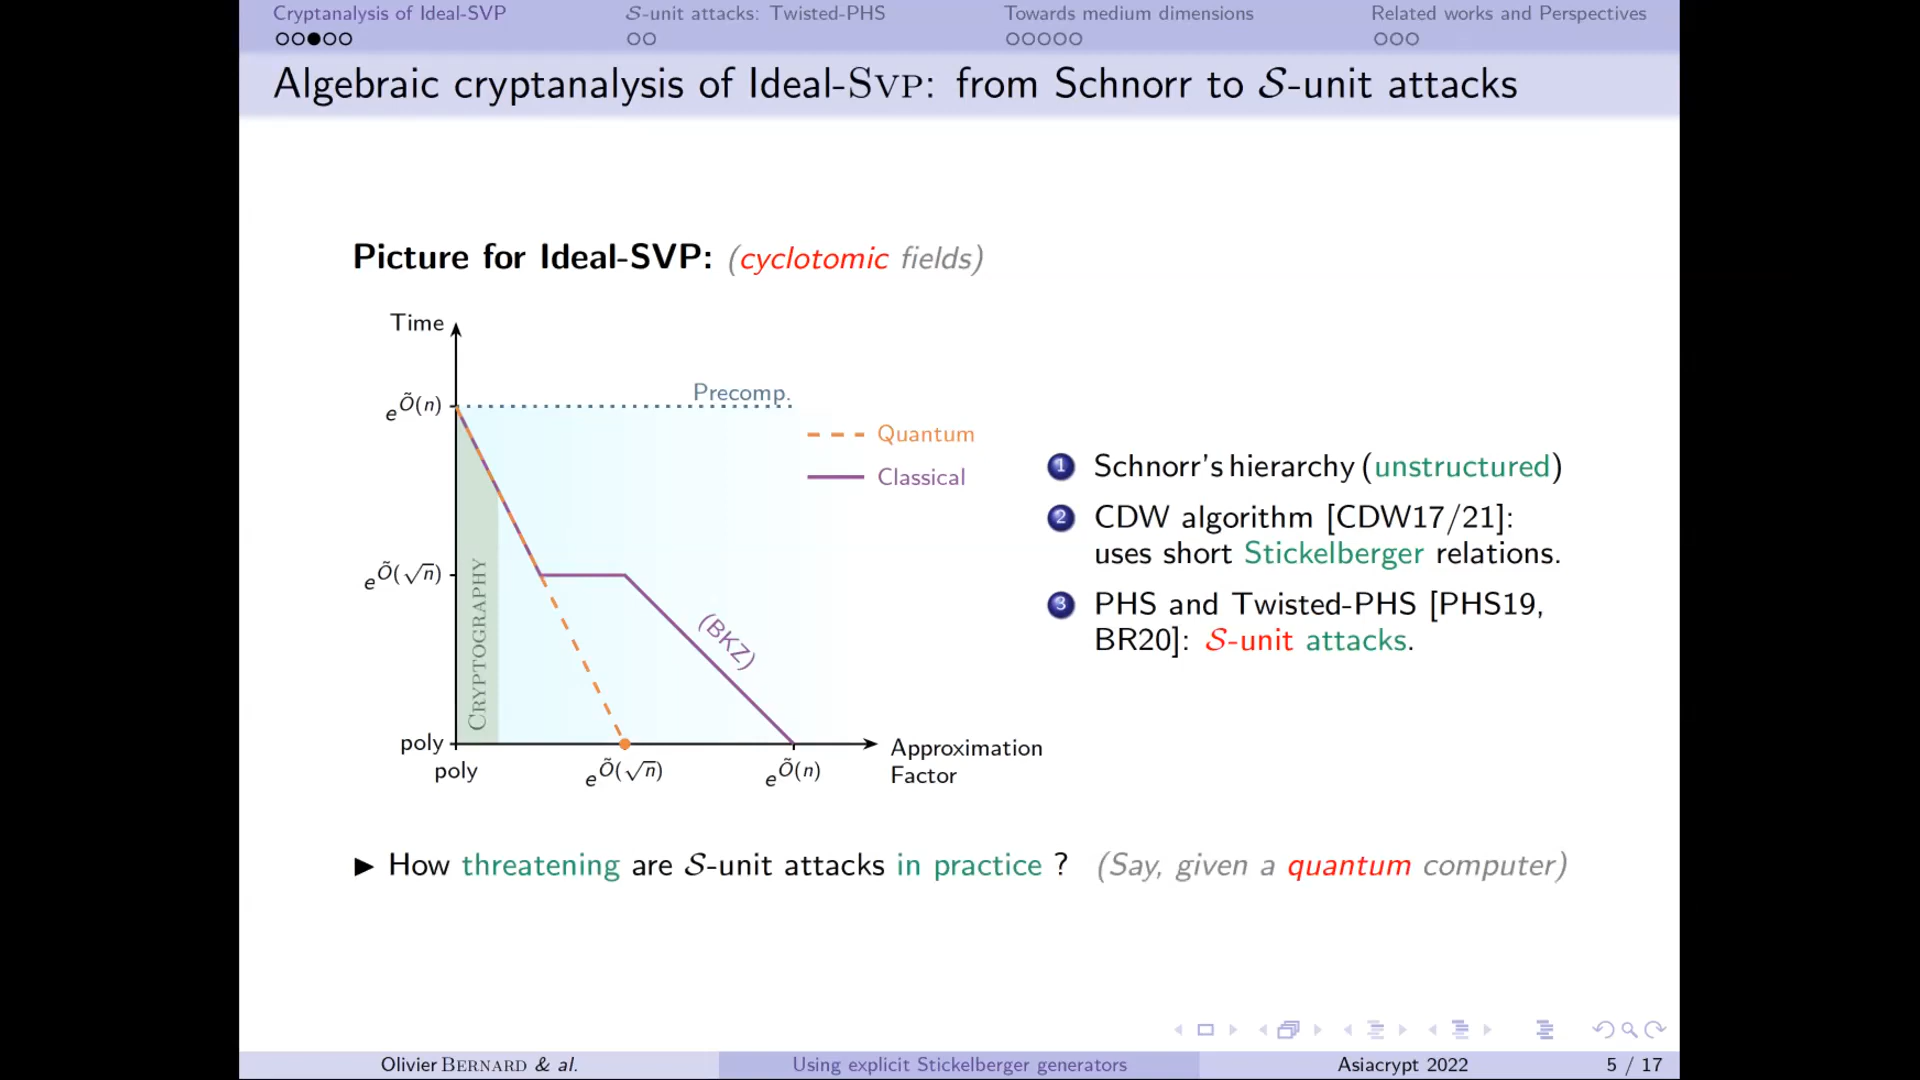 Cryptanalysis of Ideal-SVP
𝒮-unit attacks: Twisted-PHS
Towards medium dimensions
Related works and Perspectives
Algebraic cryptanalysis of Ideal-SVP: from Schnorr to 𝒮-unit attacks
Picture for Ideal-SVP: (cyclotomic fields)
Time
e^Õ(n)
Precomp.
Quantum
Classical
e^Õ(√n)
CRYPTOGRAPHY
(BKZ)
poly
poly
e^Õ(√n)
e^Õ(n)
Approximation
Factor
1 Schnorr's hierarchy (unstructured)
2 CDW algorithm [CDW17/21]:
uses short Stickelberger relations.
3 PHS and Twisted-PHS [PHS19,
BR20]: 𝒮-unit attacks.
▶ How threatening are 𝒮-unit attacks in practice ? (Say, given a quantum computer)
Olivier BERNARD & al.
Using explicit Stickelberger generators
Asiacrypt 2022
5 / 17